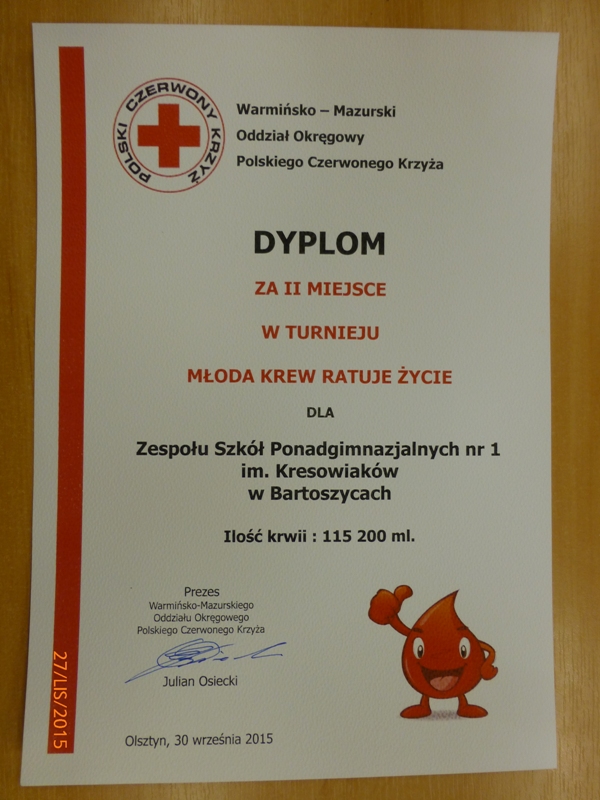 POLSKI CZERWONY KRZYŻ
Warmińsko – Mazurski
Oddział Okręgowy
Polskiego Czerwonego Krzyża
DYPLOM
ZA II MIEJSCE
W TURNIEJU
MŁODA KREW RATUJE ŻYCIE
DLA
Zespołu Szkół Ponadgimnazjalnych nr 1
im. Kresowiaków
w Bartoszycach
Ilość krwii : 115 200 ml.
Prezes
Warmińsko-Mazurskiego
Oddziału Okręgowego
Polskiego Czerwonego Krzyża
Julian Osiecki
Olsztyn, 30 września 2015
27/LIS/2015